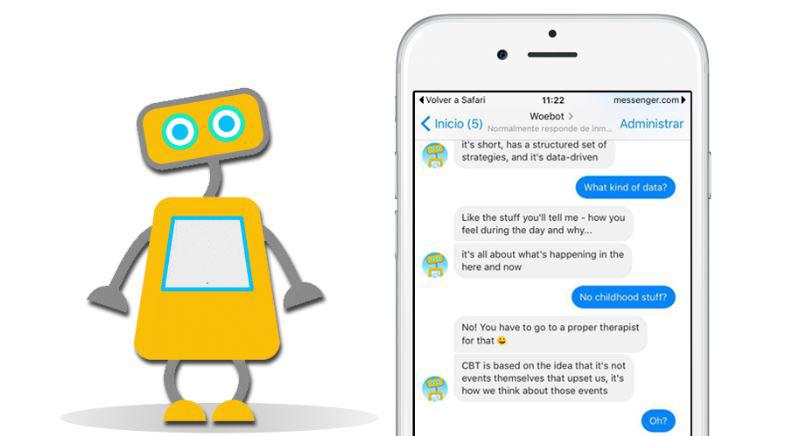 Volver a Safari 11:22 messenger.com
Woebot
Inicio (5) Normalmente responde de inm... Administrar
it's short, has a structured set of
strategies, and it's data-driven
What kind of data?
Like the stuff you'll tell me - how you
feel during the day and why...
it's all about what's happening in the
here and now
No childhood stuff?
No! You have to go to a proper therapist
for that 😀
CBT is based on the idea that it's not
events themselves that upset us, it's
how we think about those events
Oh?